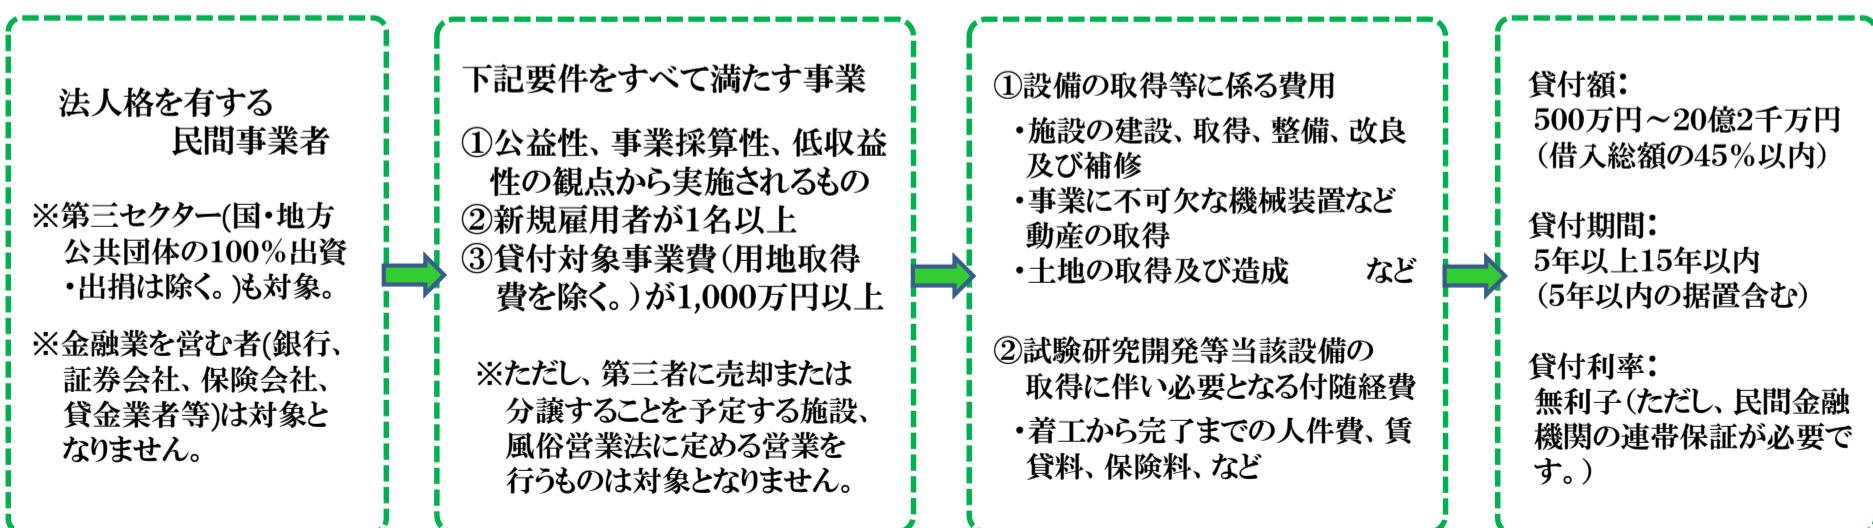 法人格を有する
民間事業者
※第三セクター(国・地方
公共団体の100%出資
・出捐は除く。)も対象。
※金融業を営む者(銀行、
証券会社、保険会社、
貸金業者等)は対象と
なりません。
下記要件をすべて満たす事業
①公益性、事業採算性、低収益
性の観点から実施されるもの
②新規雇用者が1名以上
③貸付対象事業費(用地取得
費を除く。)が1,000万円以上
※ただし、第三者に売却または
分譲することを予定する施設、
風俗営業法に定める営業を
行うものは対象となりません。
①設備の取得等に係る費用
・施設の建設、取得、整備、改良
及び補修
・事業に不可欠な機械装置など
動産の取得
・土地の取得及び造成 など
②試験研究開発等当該設備の
取得に伴い必要となる付随経費
・着工から完了までの人件費、賃
貸料、保険料、など
貸付額：
500万円～20億2千万円
(借入総額の45%以内)
貸付期間：
5年以上15年以内
(5年以内の据置含む)
貸付利率：
無利子(ただし、民間金融
機関の連帯保証が必要で
す。)